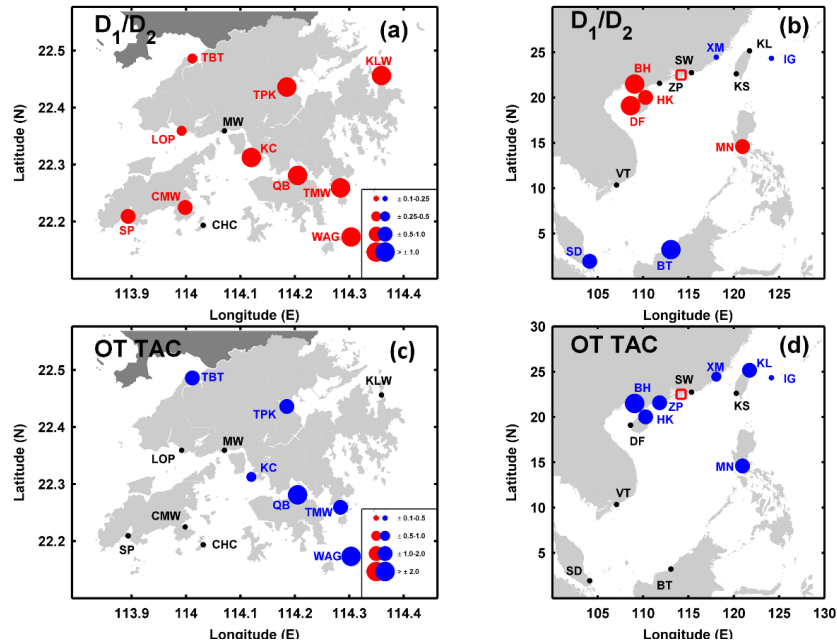 D1/D2
(a)
22.5
22.4
22.3
22.2
Latitude (N)
TBT
KLW
TPK
MW
LOP
KC
QB
TMW
CMW
SP
CHC
WAG
± 0.1-0.25
± 0.25-0.5
± 0.5-1.0
> ± 1.0
113.9 114 114.1 114.2 114.3 114.4
Longitude (E)
D1/D2
(b)
25
20
15
10
5
Latitude (N)
XM
KL
IG
SW
BH
ZP
KS
HK
DF
MN
VT
SD
BT
105 110 115 120 125 130
Longitude (E)
OT TAC
(c)
22.5
22.4
22.3
22.2
Latitude (N)
TBT
KLW
TPK
MW
LOP
KC
QB
TMW
CMW
SP
CHC
WAG
± 0.1-0.5
± 0.5-1.0
± 1.0-2.0
> ± 2.0
113.9 114 114.1 114.2 114.3 114.4
Longitude (E)
OT TAC
(d)
30
25
20
15
10
5
Latitude (N)
XM
KL
IG
SW
BH
ZP
KS
HK
DF
MN
VT
SD
BT
105 110 115 120 125 130
Longitude (E)